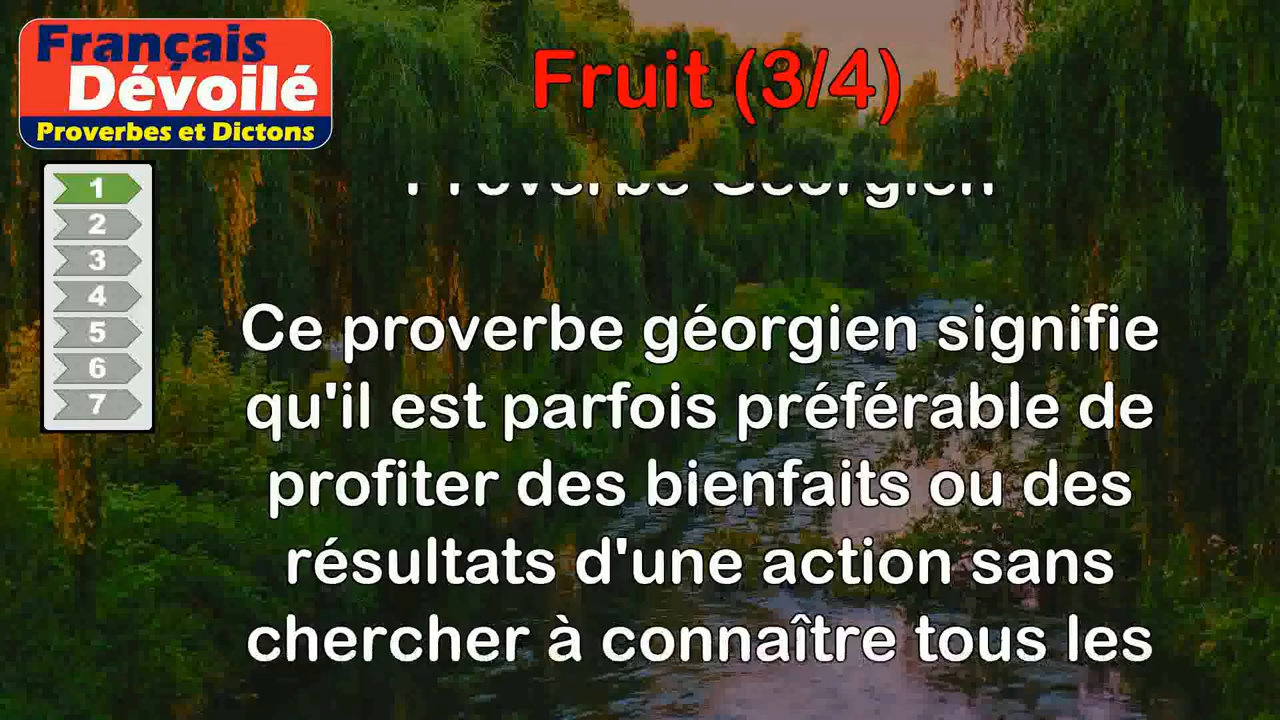 Français
Dévoilé
Proverbes et Dictons
Fruit (3/4)
1
2
3
4
5
6
7
Proverbe Géorgien
Ce proverbe géorgien signifie
qu'il est parfois préférable de
profiter des bienfaits ou des
résultats d'une action sans
chercher à connaître tous les